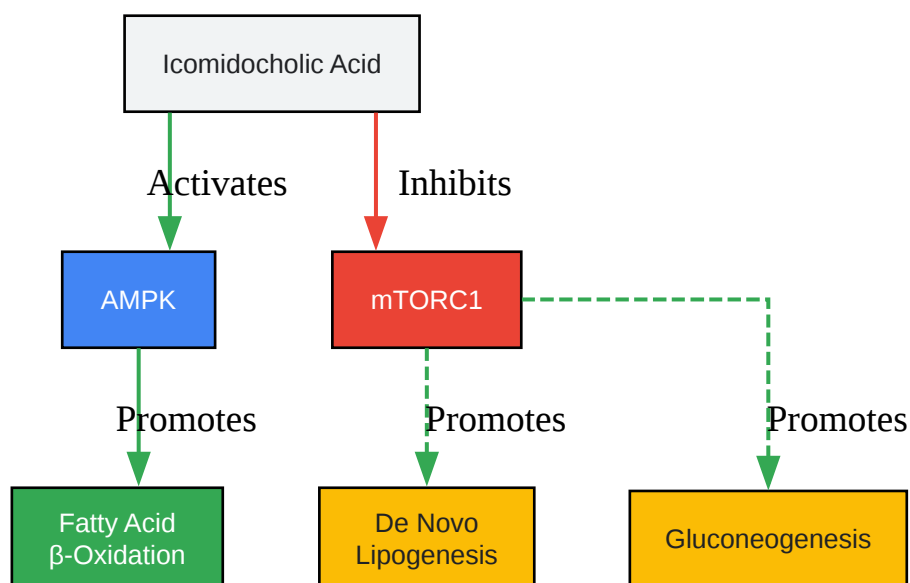 Icomidocholic Acid
Activates
Inhibits
AMPK
mTORC1
Promotes
Promotes
Promotes
Fatty Acid
β-Oxidation
De Novo
Lipogenesis
Gluconeogenesis